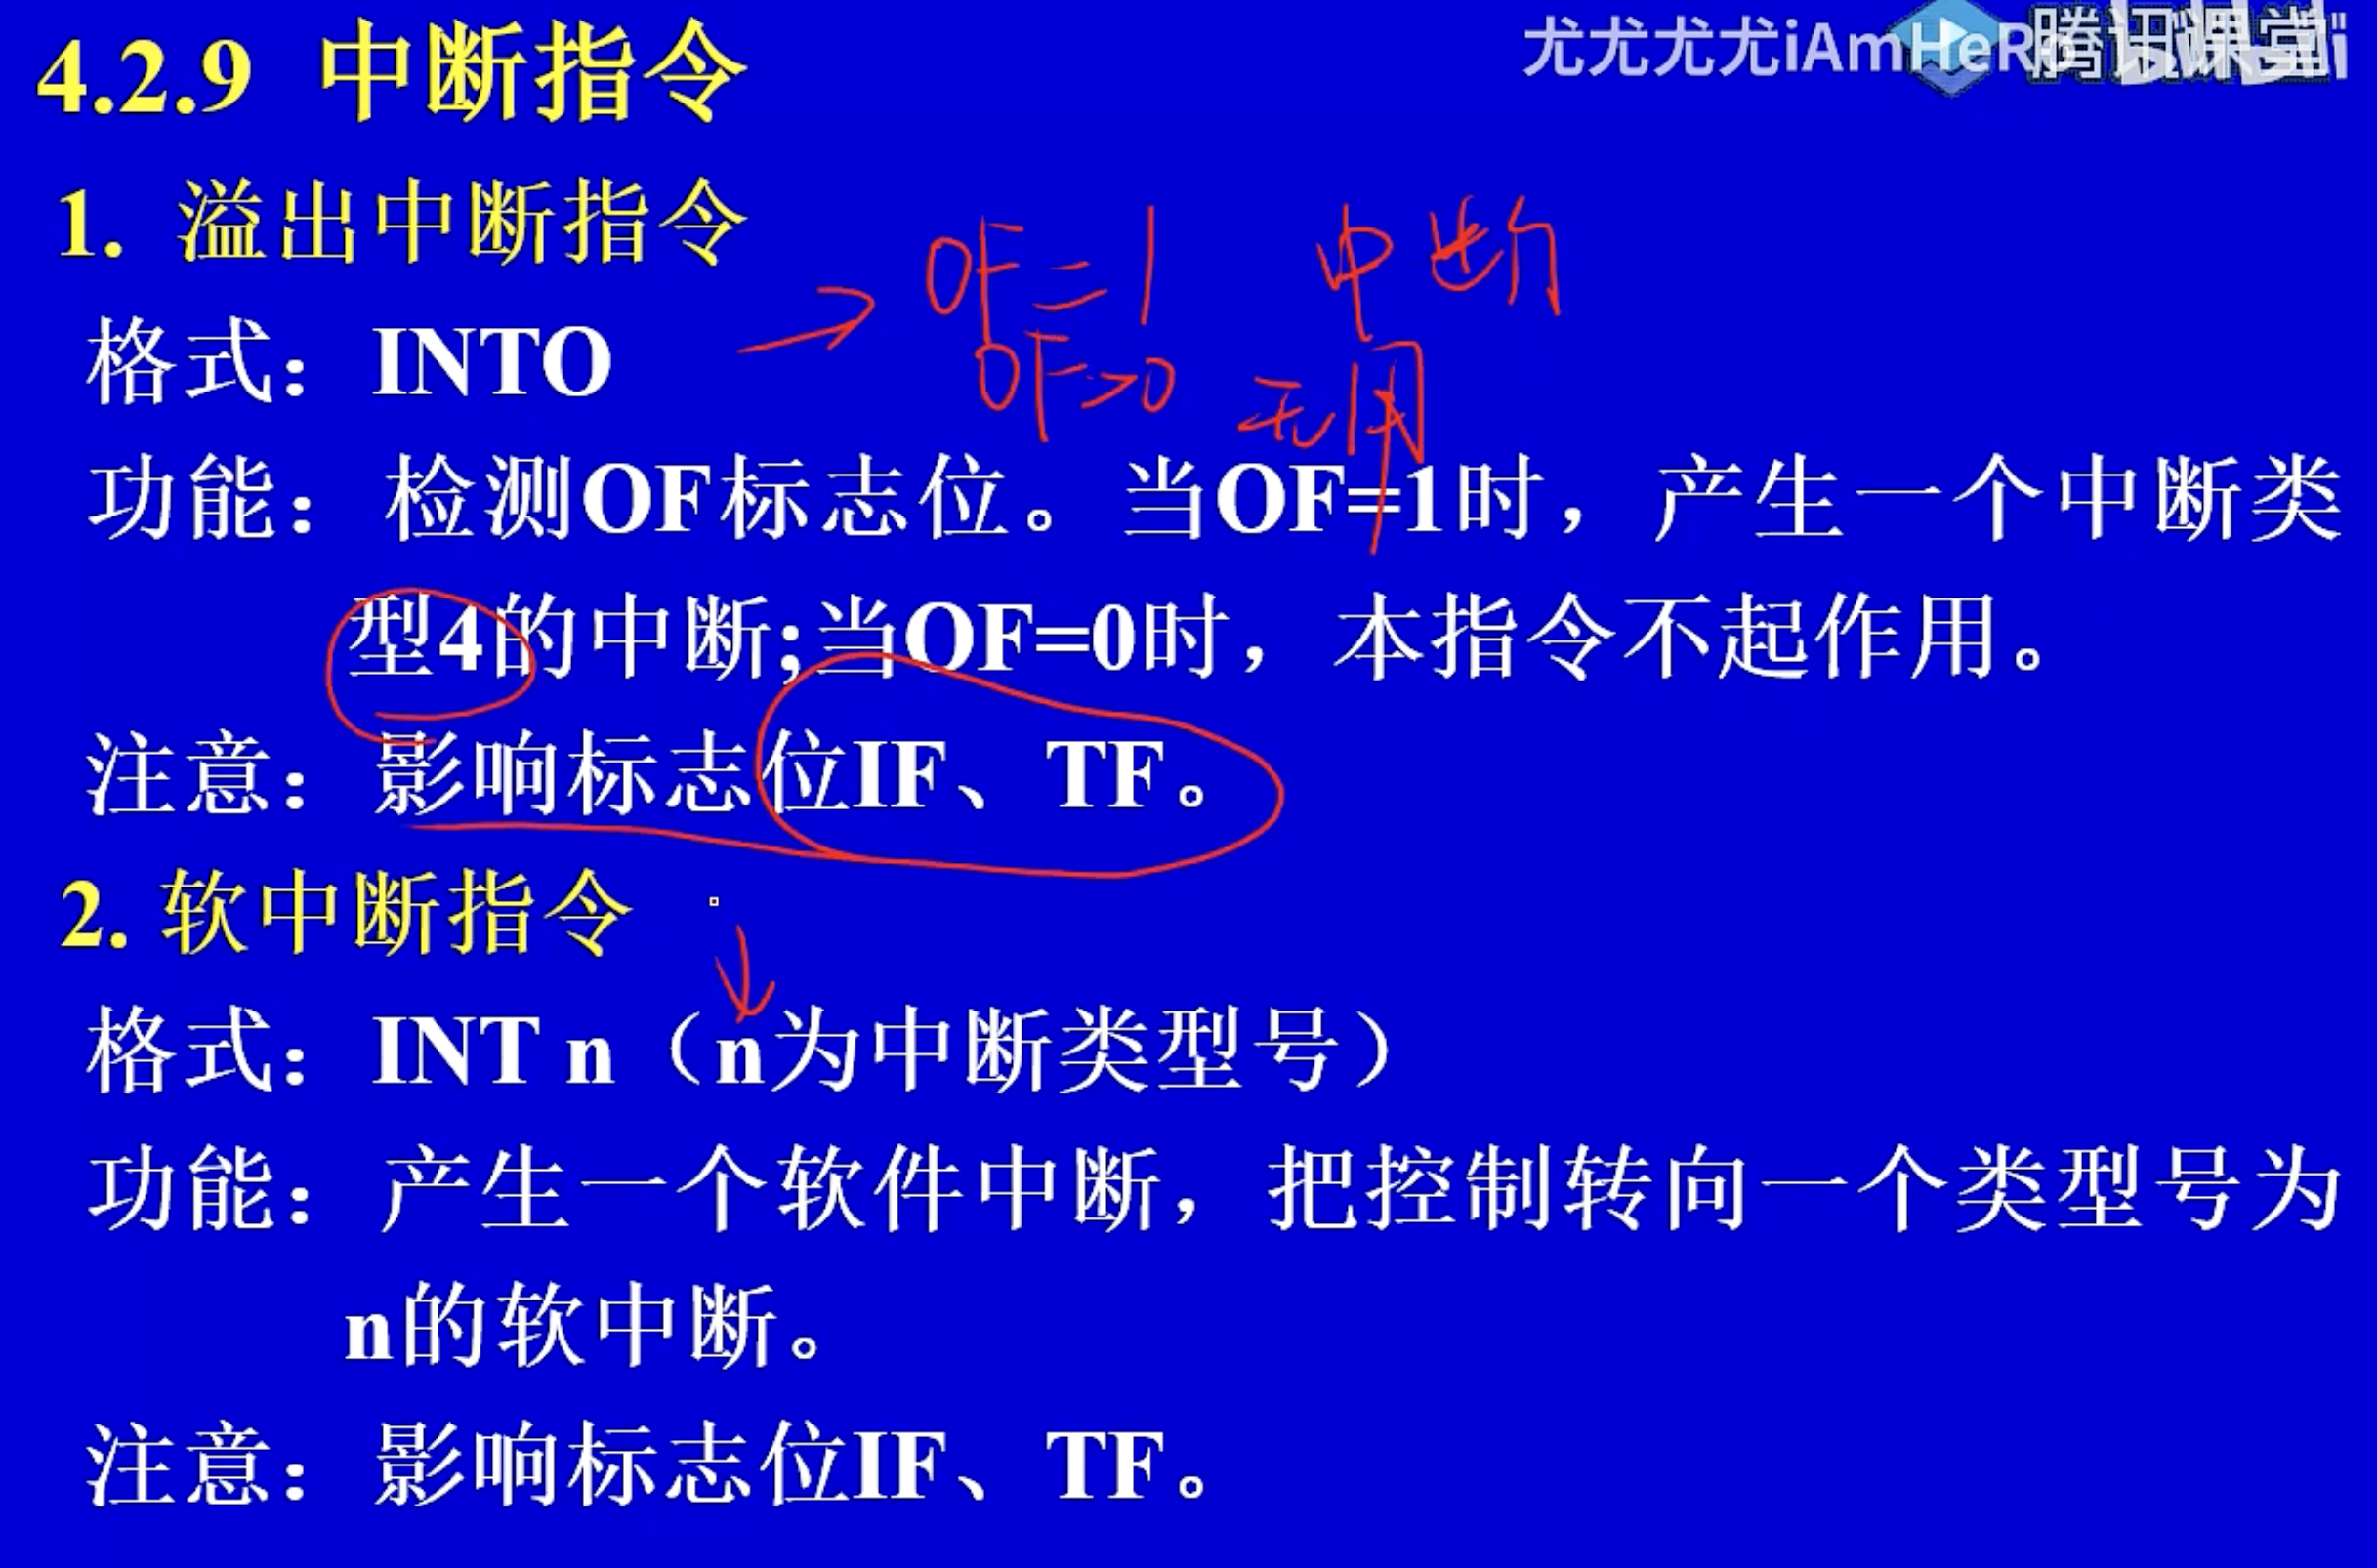 尤尤尤尤iAmHeRo 腾讯课堂
4.2.9 中断指令
1. 溢出中断指令
OF=1 中断
格式：INTO
OF=0 无用
功能：检测OF标志位。当OF=1时，产生一个中断类
型4的中断;当OF=0时，本指令不起作用。
注意：影响标志位IF、TF。
2. 软中断指令
格式：INT n（n为中断类型号）
功能：产生一个软件中断，把控制转向一个类型号为
n的软中断。
注意：影响标志位IF、TF。